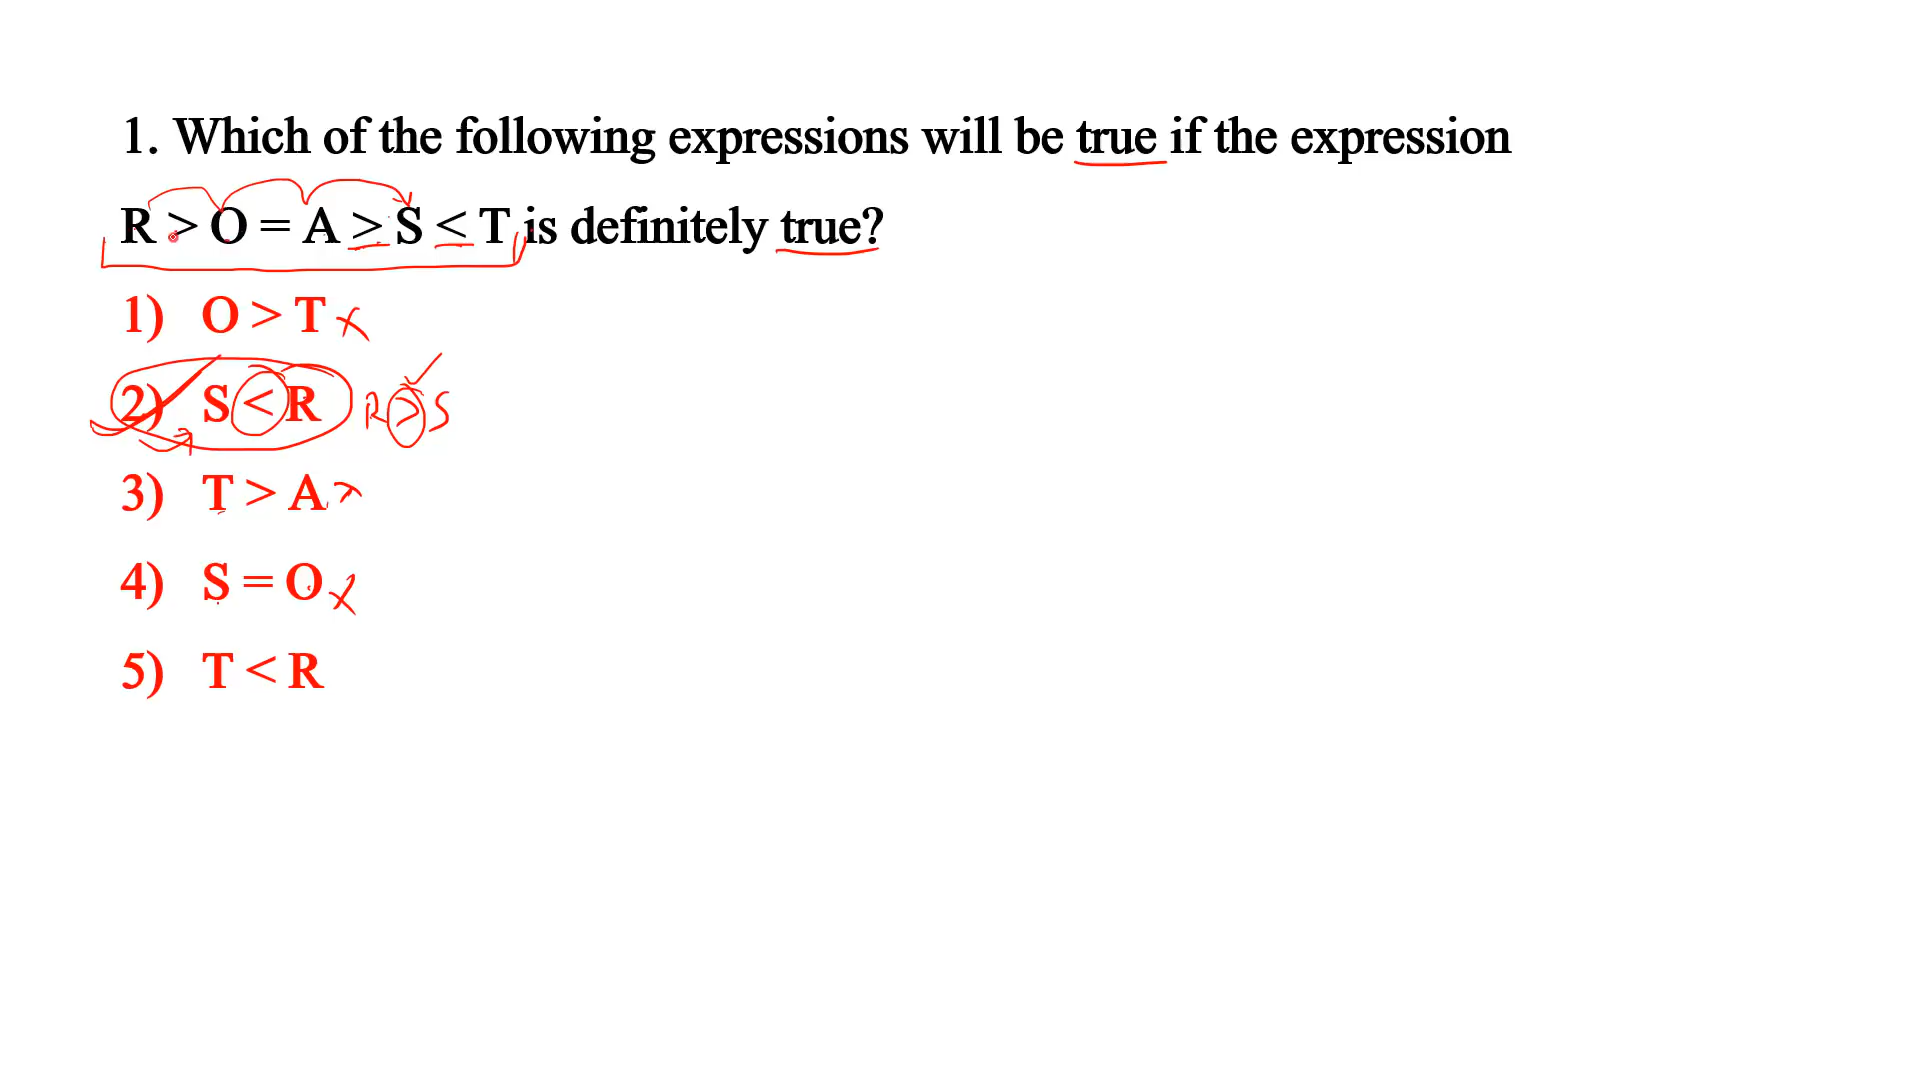 1. Which of the following expressions will be true if the expression
R > O = A > S < T is definitely true?
1) O > T ×
2) S < R R > S ✓
3) T > A ×
4) S = O ×
5) T < R